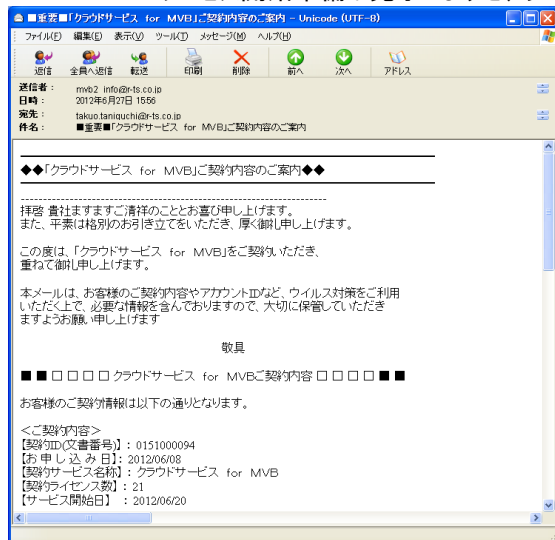 ■重要■「クラウドサービス for MVB」ご契約内容のご案内 - Unicode (UTF-8)
ファイル(F) 編集(E) 表示(V) ツール(T) メッセージ(M) ヘルプ(H)
返信 全員へ返信 転送 印刷 削除 前へ 次へ アドレス
送信者： mvb2_info@r-ts.co.jp
日時： 2012年6月27日 15:56
宛先： takuo.taniguchi@r-ts.co.jp
件名： ■重要■「クラウドサービス for MVB」ご契約内容のご案内
◆◆「クラウドサービス for MVB」ご契約内容のご案内◆◆
拝啓 貴社ますますご清祥のこととお喜び申し上げます。
また、平素は格別のお引き立てをいただき、厚く御礼申し上げます。
この度は、「クラウドサービス for MVB」をご契約いただき、
重ねて御礼申し上げます。
本メールは、お客様のご契約内容やアカウントIDなど、ウイルス対策をご利用
いただく上で、必要な情報を含んでおりますので、大切に保管していただき
ますようお願い申し上げます
敬具
■ ■ □ □ □ □ クラウドサービス for MVBご契約内容 □ □ □ □ ■ ■
お客様のご契約情報は以下の通りとなります。
＜ご契約内容＞
【契約ID(文書番号)】: 0151000094
【お 申 し 込 み 日】: 2012/06/08
【契約サービス名称】: クラウドサービス for MVB
【契約ライセンス数】: 21
【サービス開始日】 : 2012/06/20